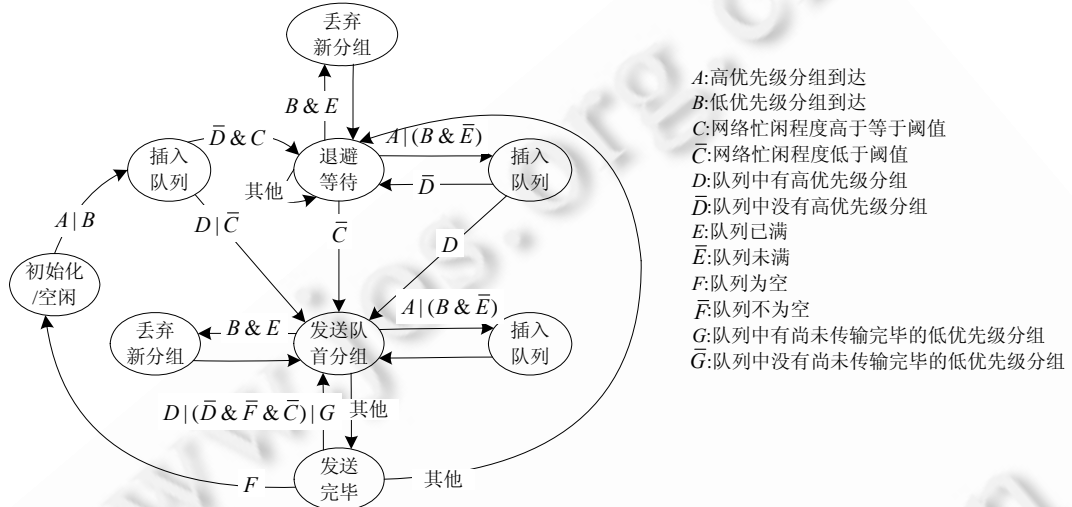 丢弃
新分组
B & E
D̅ & C
A | (B & E̅)
插入
队列
退避
等待
插入
队列
D̅
其他
A | B
D | C̅
C̅
D
初始化
/空闲
丢弃
新分组
B & E
发送队
首分组
A | (B & E̅)
插入
队列
D | (D̅ & F̅ & C̅) | G
其他
发送
完毕
F
其他
A:高优先级分组到达
B:低优先级分组到达
C:网络忙闲程度高于等于阈值
C̅:网络忙闲程度低于阈值
D:队列中有高优先级分组
D̅:队列中没有高优先级分组
E:队列已满
E̅:队列未满
F:队列为空
F̅:队列不为空
G:队列中有尚未传输完毕的低优先级分组
G̅:队列中没有尚未传输完毕的低优先级分组